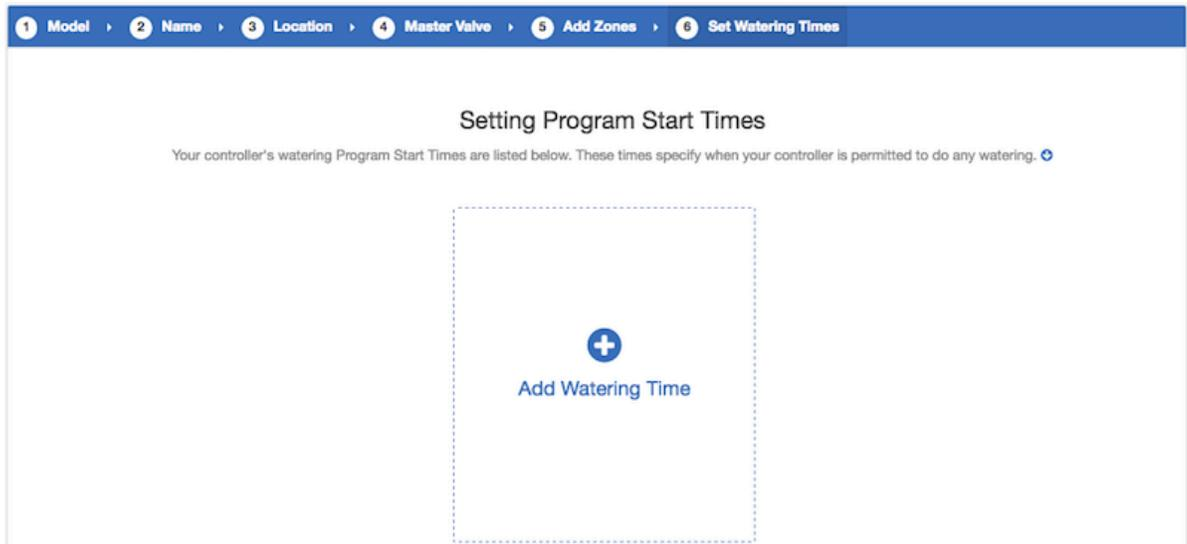 1 Model 2 Name 3 Location 4 Master Valve 5 Add Zones 6 Set Watering Times
Setting Program Start Times
Your controller's watering Program Start Times are listed below. These times specify when your controller is permitted to do any watering.
Add Watering Time